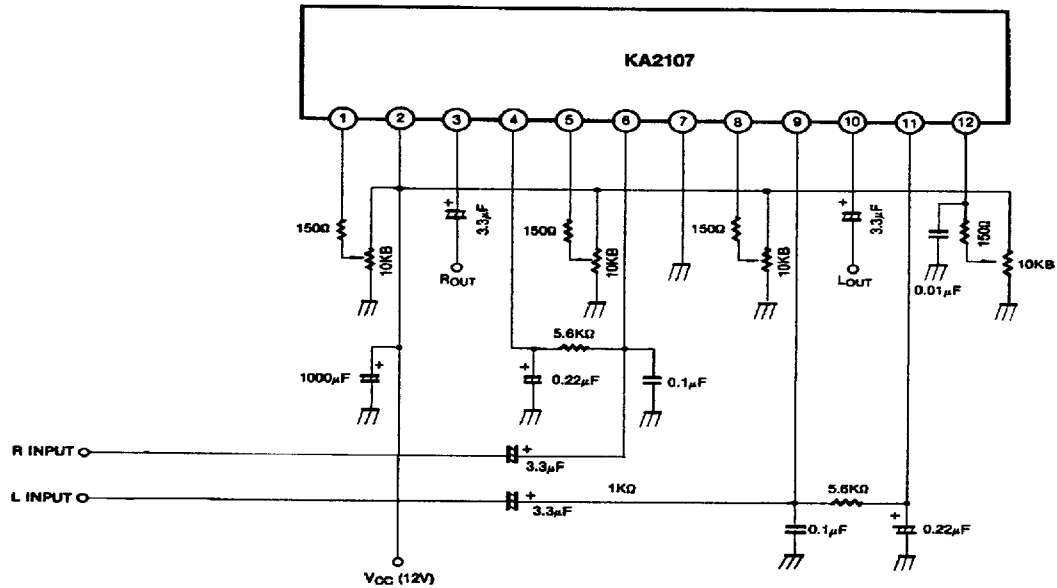 KA2107
1 2 3 4 5 6 7 8 9 10 11 12
150Ω
10KB
+
3.3µF
ROUT
150Ω
10KB
150Ω
10KB
+
3.3µF
LOUT
0.01µF
150Ω
10KB
1000µF
+
5.6KΩ
+
0.22µF
0.1µF
R INPUT
+
3.3µF
L INPUT
+
3.3µF
1KΩ
5.6KΩ
0.1µF
+
0.22µF
VCC (12V)